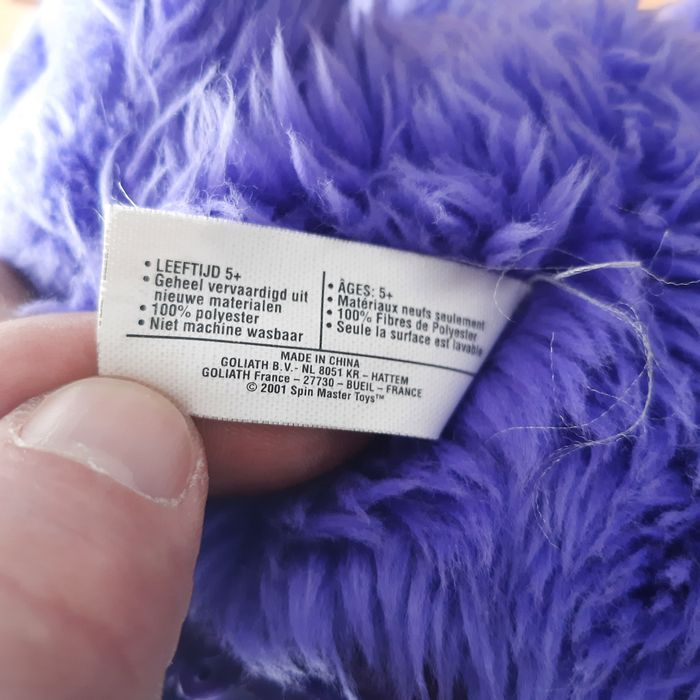 • LEEFTIJD 5+
• Geheel vervaardigd uit
nieuwe materialen
• 100% polyester
• Niet machine wasbaar
• ÂGES: 5+
• Matériaux neufs seulement
• 100% Fibres de Polyester
• Seule la surface est lavable
MADE IN CHINA
GOLIATH B.V.- NL 8051 KR – HATTEM
GOLIATH France – 27730 – BUEIL – FRANCE
© 2001 Spin Master Toys™